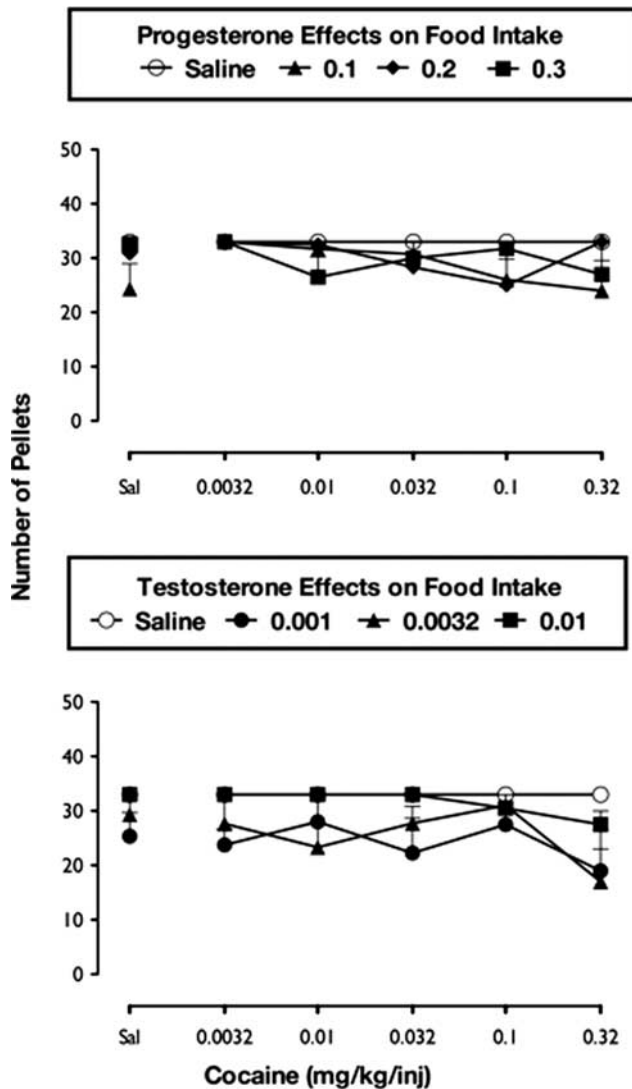 Progesterone Effects on Food Intake
Saline 0.1 0.2 0.3
50
40
30
20
10
0
Sal 0.0032 0.01 0.032 0.1 0.32
Number of Pellets
Testosterone Effects on Food Intake
Saline 0.001 0.0032 0.01
50
40
30
20
10
0
Sal 0.0032 0.01 0.032 0.1 0.32
Cocaine (mg/kg/inj)